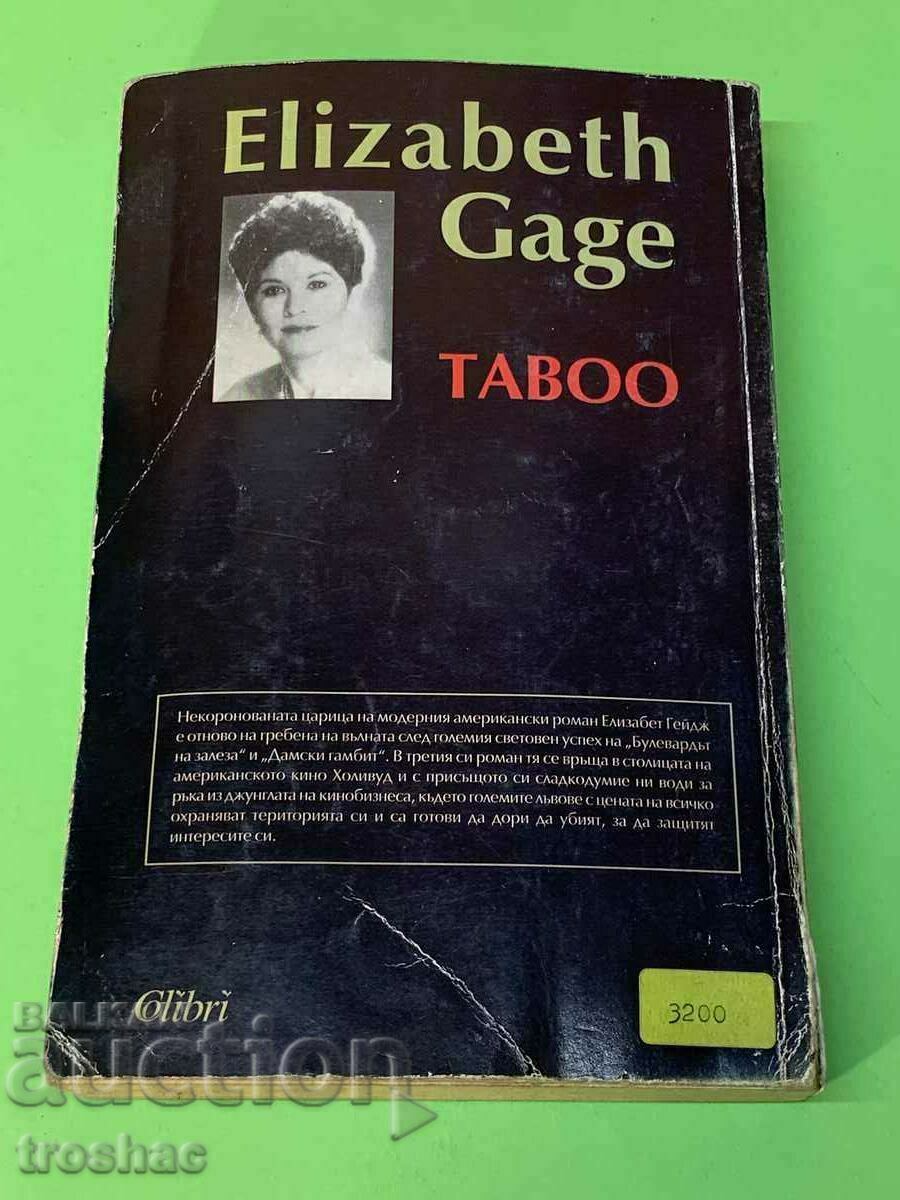 Elizabeth
Gage
TABOO
Некоронованата царица на модерния американски роман Елизабет Гейдж
е отново на гребена на вълната след големия световен успех на „Булевардът
на залеза“ и „Дамски гамбит“. В третия си роман тя се връща в столицата на
американското кино Холивуд и с присъщото си сладкодумие ни води за
ръка из джунглата на кинобизнеса, където големите лъвове с цената на всичко
охраняват територията си и са готови да дори да убият, за да защитят
интересите си.
Colibri
3200
BALKAN
auction
troshac